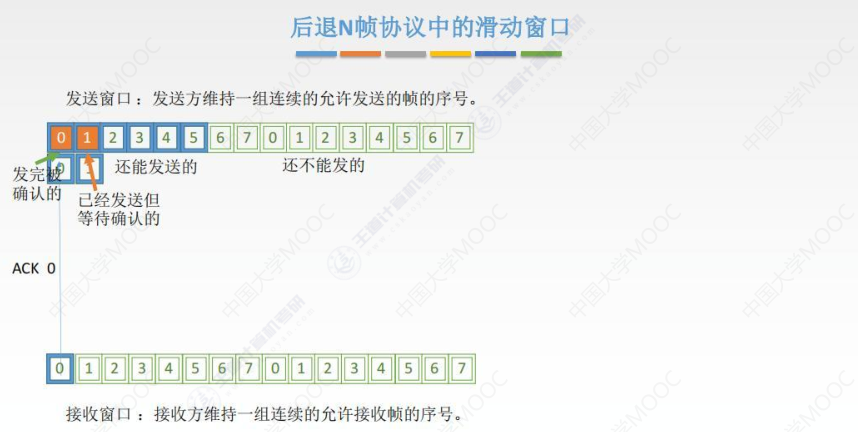 后退N帧协议中的滑动窗口
发送窗口：发送方维持一组连续的允许发送的帧的序号。
0 1 2 3 4 5 6 7 0 1 2 3 4 5 6 7
0 1
还能发送的
还不能发的
发完被
确认的
已经发送但
等待确认的
ACK 0
0 1 2 3 4 5 6 7 0 1 2 3 4 5 6 7
接收窗口：接收方维持一组连续的允许接收帧的序号。
中国大学MOOC
王道计算机考研